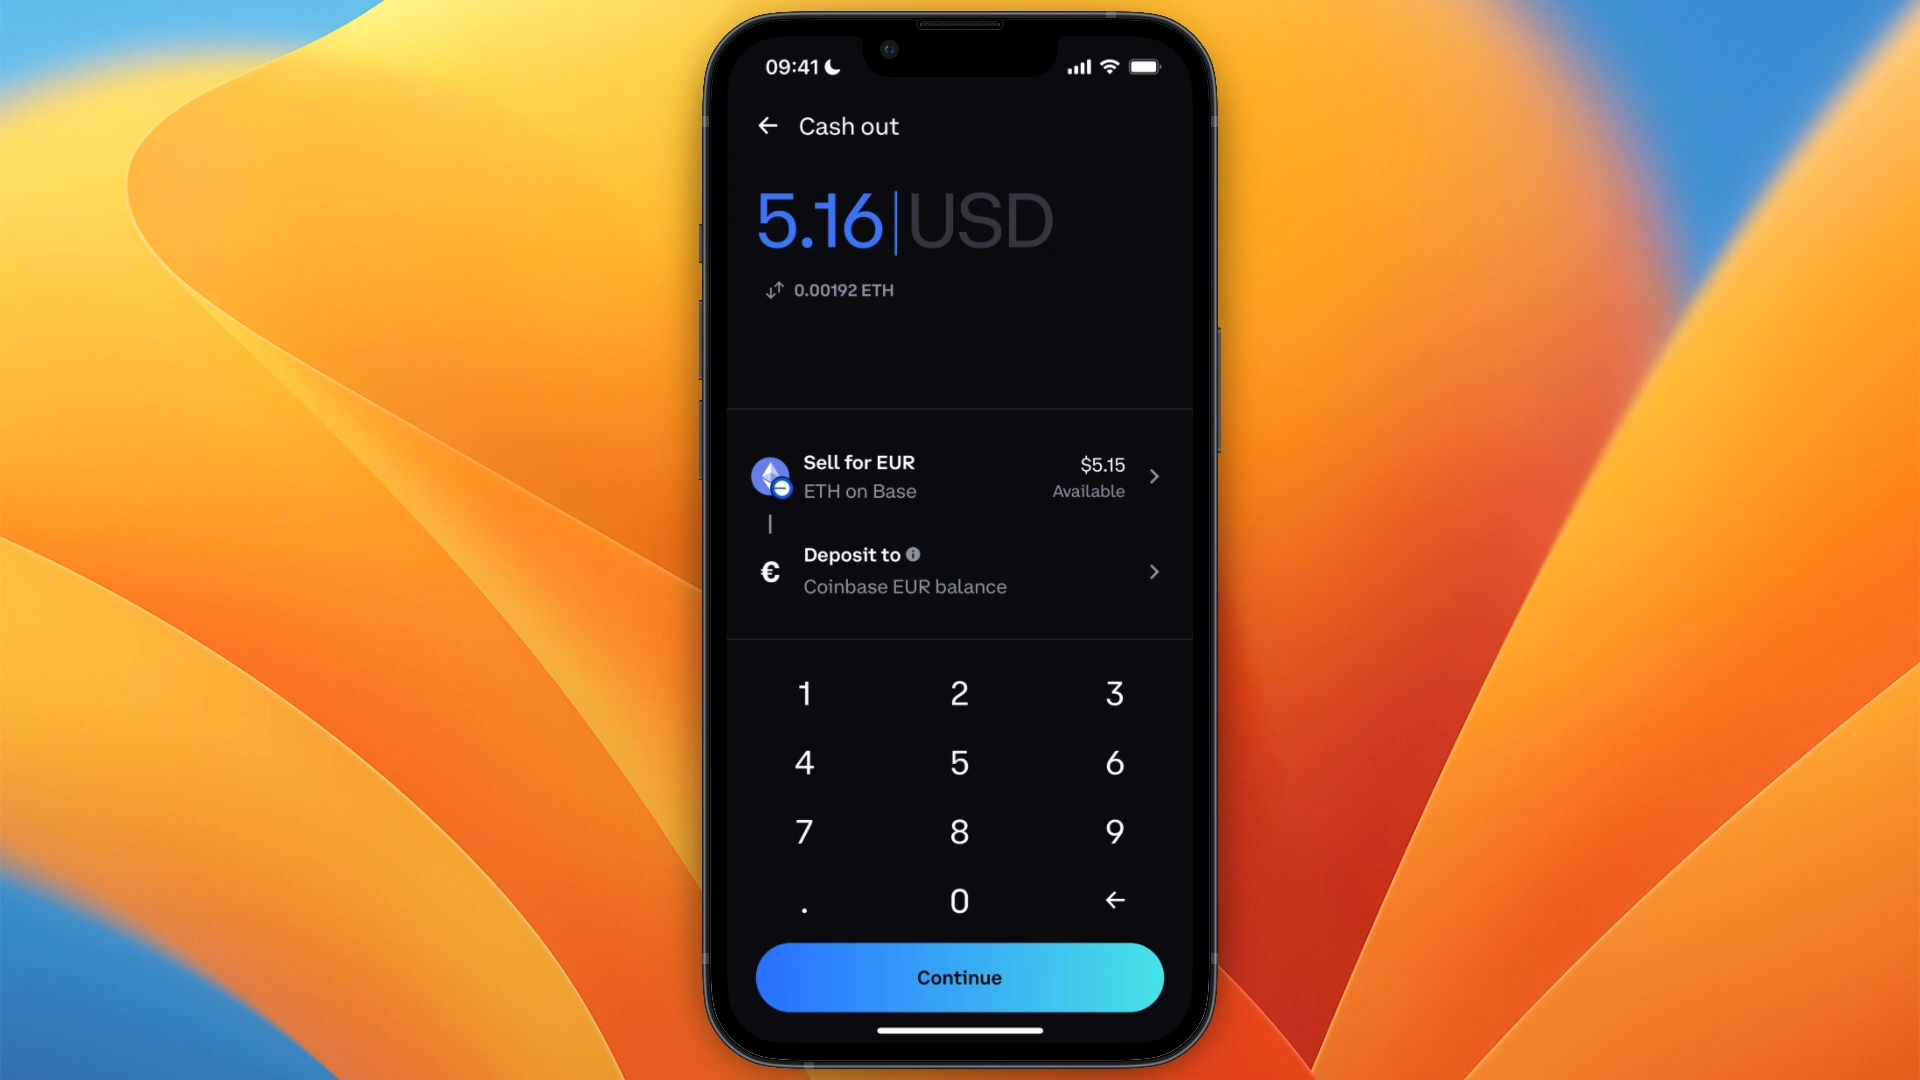 09:41
Cash out
5.16 USD
0.00192 ETH
Sell for EUR
$5.15
ETH on Base
Available
Deposit to
€
Coinbase EUR balance
1 2 3
4 5 6
7 8 9
. 0
Continue